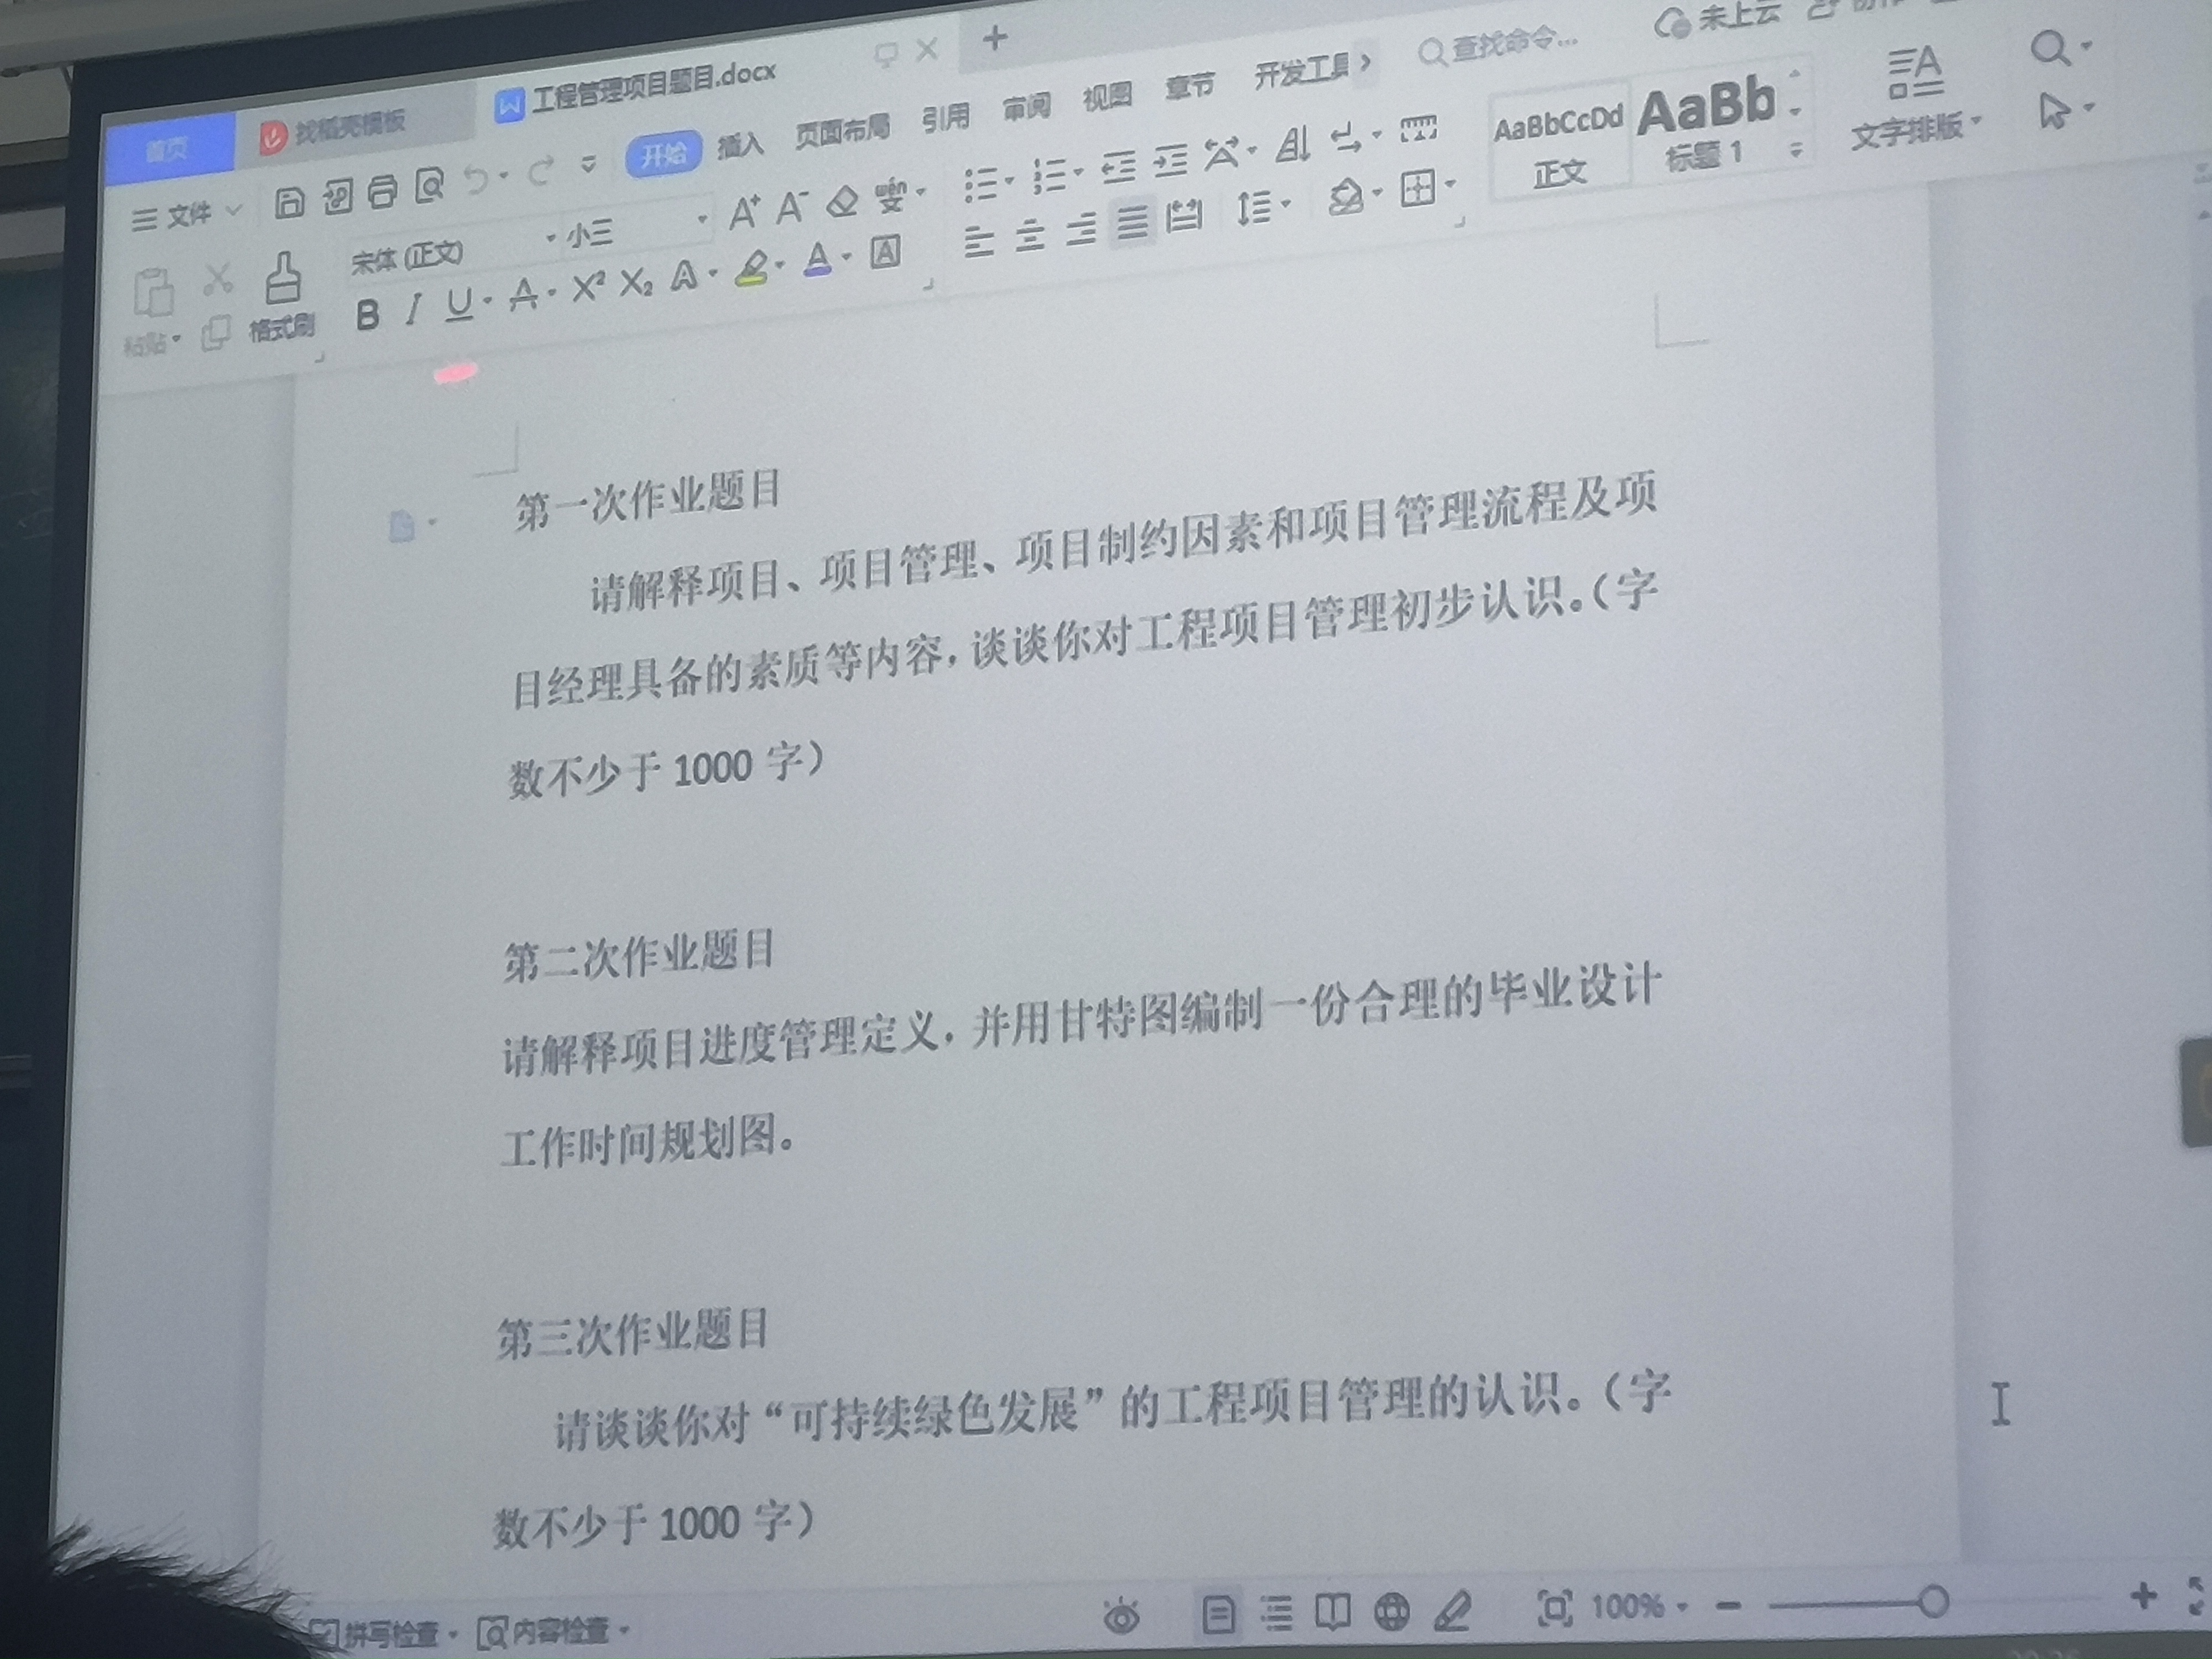 首页
找稻壳模板
工程管理项目题目.docx
文件
开始
插入
页面布局
引用
审阅
视图
章节
开发工具
查找命令...
未上云
粘贴
格式刷
宋体 (正文)
小三
AaBbCcDd
正文
AaBb
标题 1
文字排版
第一次作业题目
请解释项目、项目管理、项目制约因素和项目管理流程及项
目经理具备的素质等内容，谈谈你对工程项目管理初步认识。（字
数不少于 1000 字）
第二次作业题目
请解释项目进度管理定义，并用甘特图编制一份合理的毕业设计
工作时间规划图。
第三次作业题目
请谈谈你对“可持续绿色发展”的工程项目管理的认识。（字
数不少于 1000 字）
拼写检查
内容检查
100%